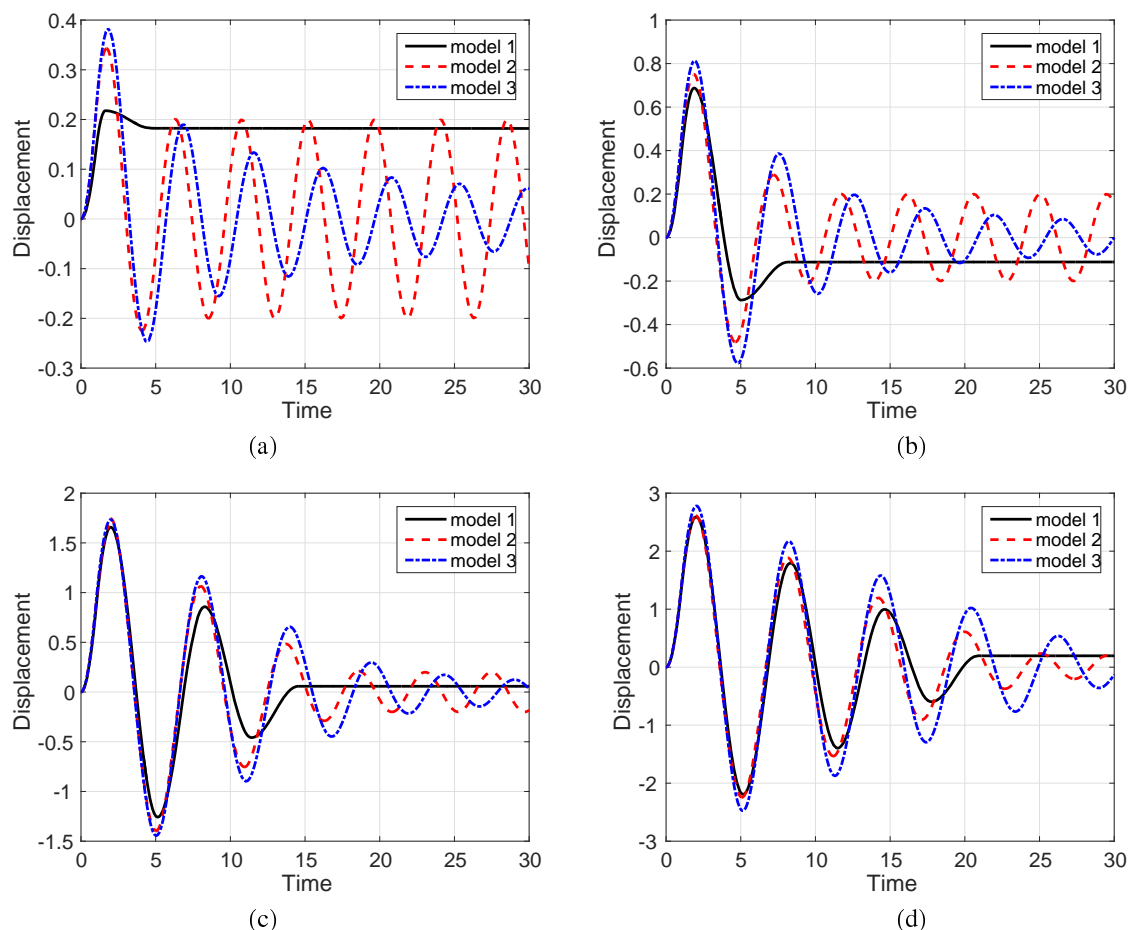 0.4
0.3
0.2
0.1
0
-0.1
-0.2
-0.3
Displacement
model 1
model 2
model 3
0 5 10 15 20 25 30
Time
(a)
1
0.8
0.6
0.4
0.2
0
-0.2
-0.4
-0.6
Displacement
model 1
model 2
model 3
0 5 10 15 20 25 30
Time
(b)
2
1.5
1
0.5
0
-0.5
-1
-1.5
Displacement
model 1
model 2
model 3
0 5 10 15 20 25 30
Time
(c)
3
2
1
0
-1
-2
-3
Displacement
model 1
model 2
model 3
0 5 10 15 20 25 30
Time
(d)